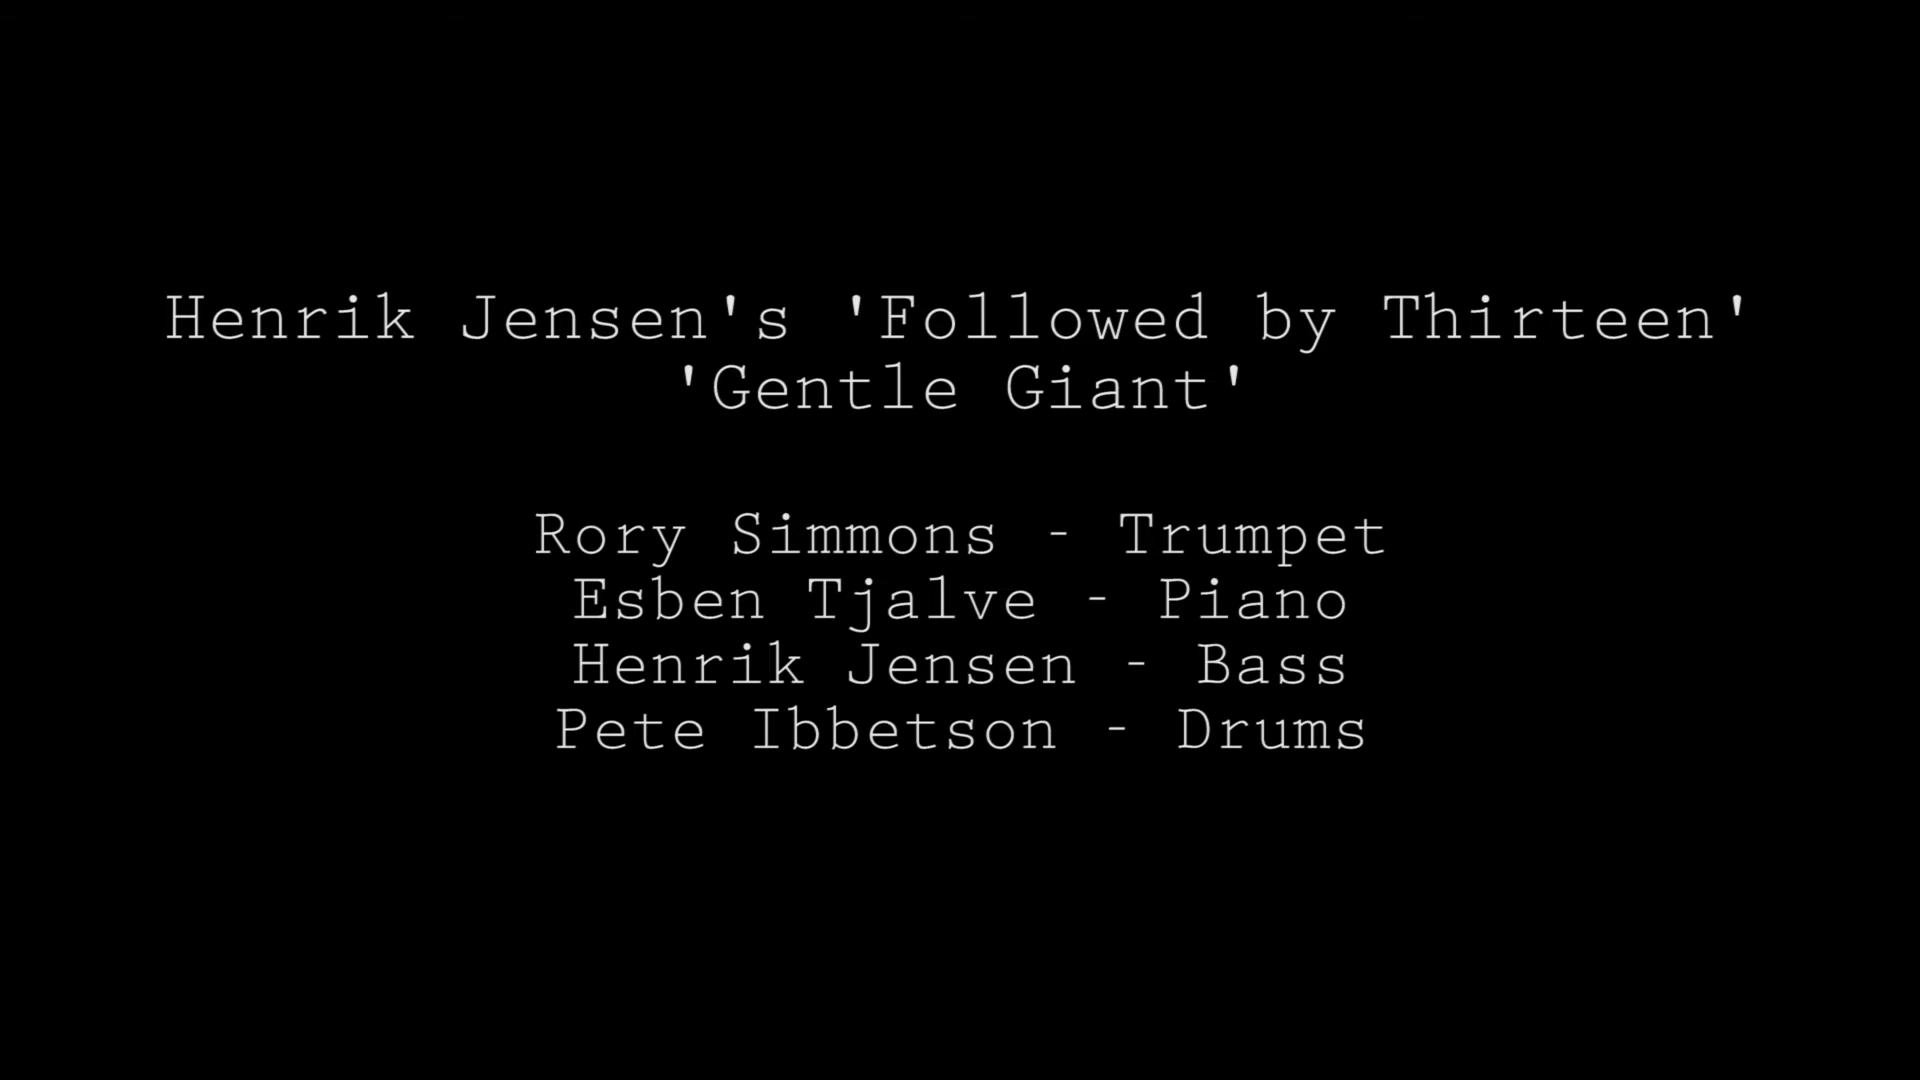 Henrik Jensen's 'Followed by Thirteen'
'Gentle Giant'
Rory Simmons - Trumpet
Esben Tjalve - Piano
Henrik Jensen - Bass
Pete Ibbetson - Drums